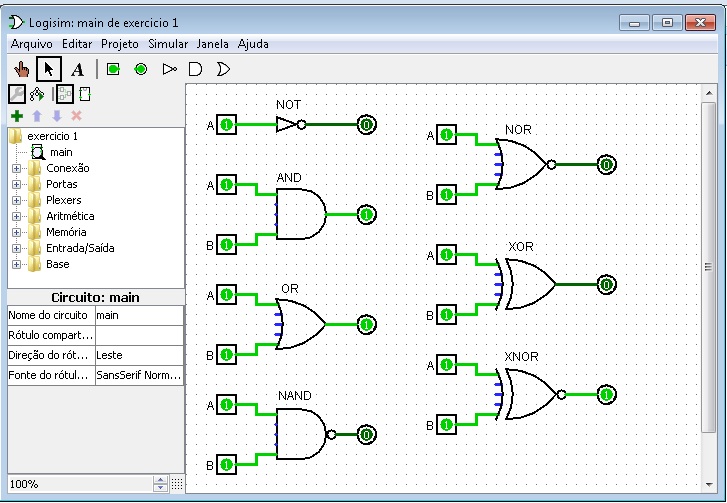 Logisim: main de exercicio 1
Arquivo Editar Projeto Simular Janela Ajuda
A
exercicio 1
main
Conexão
Portas
Plexers
Aritmética
Memória
Entrada/Saída
Base
Circuito: main
Nome do circuito main
Rótulo compart...
Direção do rót... Leste
Fonte do rótul... SansSerif Norm...
100%
NOT
A 1 0
AND
A 1
1
B 1
OR
A 1
1
B 1
NAND
A 1
0
B 1
NOR
A 1
0
B 1
XOR
A 1
0
B 1
XNOR
A 1
1
B 1